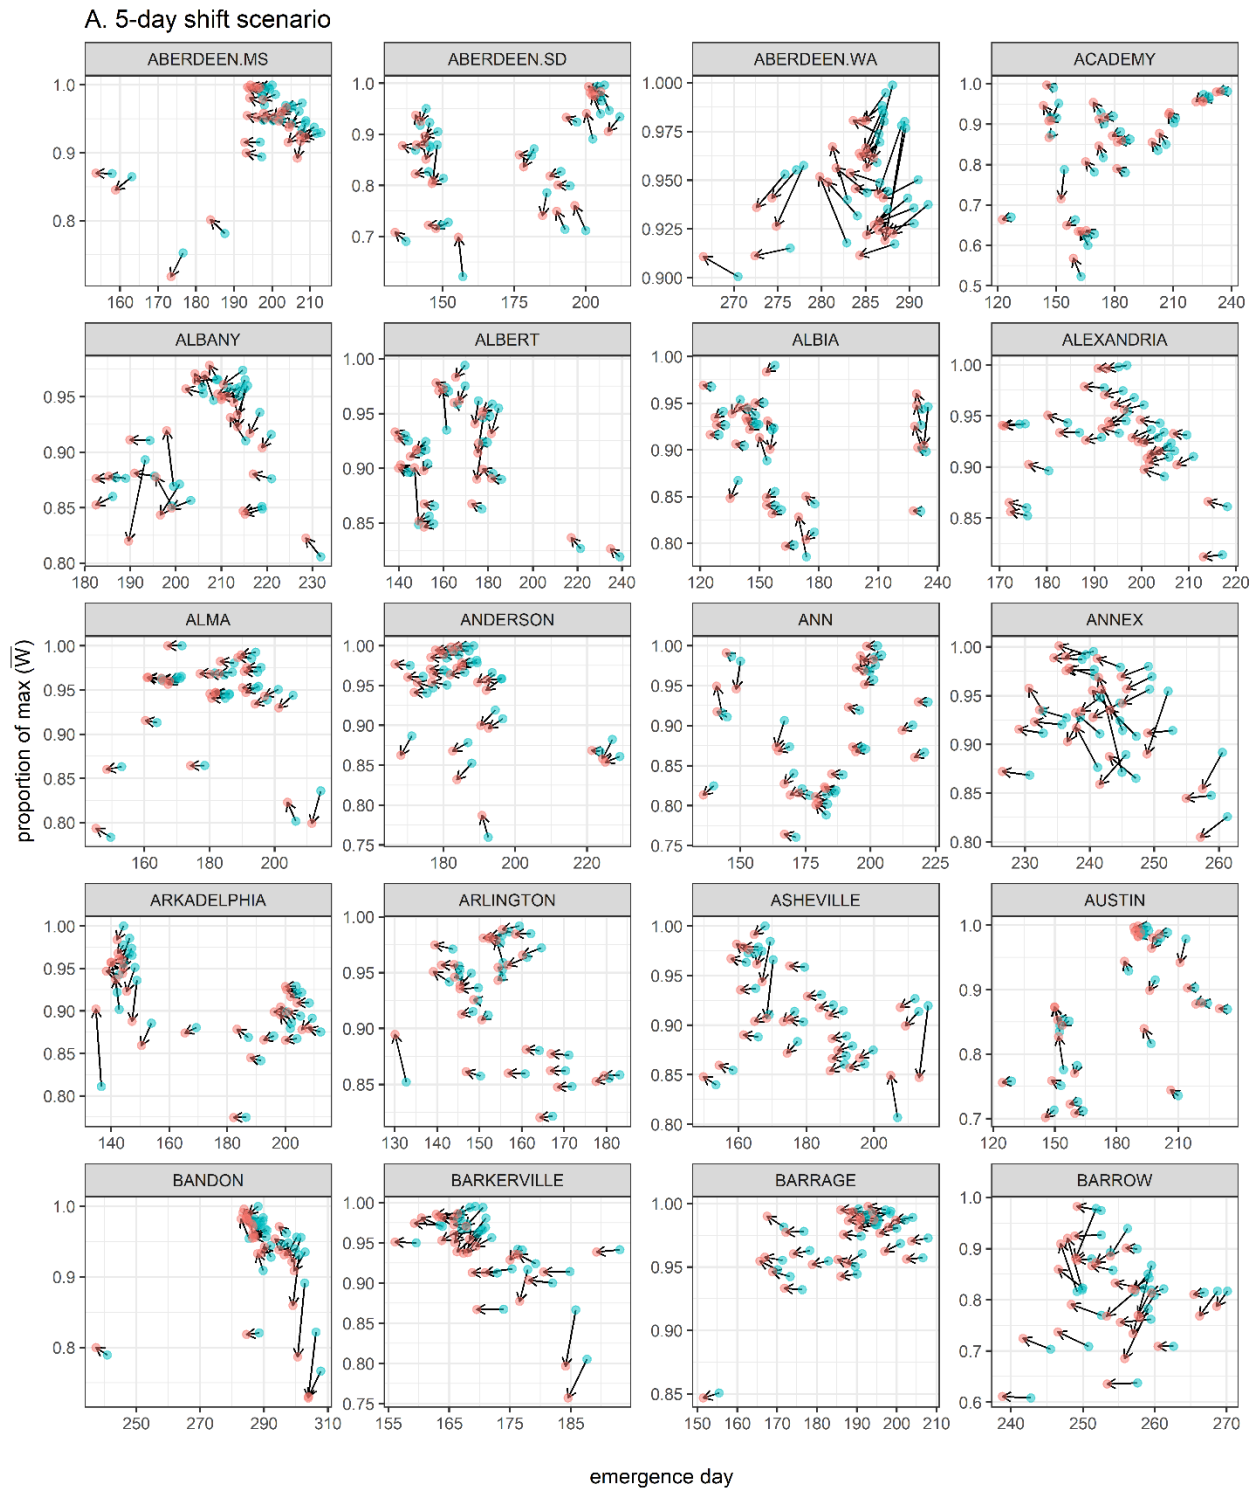 A. 5-day shift scenario
ABERDEEN.MS ABERDEEN.SD ABERDEEN.WA ACADEMY
1.0 0.9 0.8
160 180 200 210
1.0 0.9 0.8 0.7
150 180 200
1.000 0.975 0.950 0.925 0.900
270 275 280 285 290
1.0 0.9 0.8 0.7 0.6 0.5
120 150 180 210 240
ALBANY ALBERT ALBIA ALEXANDRIA
0.95 0.90 0.85 0.80
180 190 200 210 220 230
1.00 0.95 0.90 0.85
140 160 180 200 220 240
1.00 0.95 0.90 0.85 0.80
120 160 200 240
1.00 0.95 0.90 0.85
170 180 190 200 210 220
ALMA ANDERSON ANN ANNEX
1.00 0.95 0.90 0.85 0.80
160 180 200
1.00 0.95 0.90 0.85 0.80 0.75
180 200 220
1.00 0.95 0.90 0.85 0.80 0.75
150 175 200 225
1.00 0.95 0.90 0.85 0.80
230 240 250 260
proportion of max (W̅)
ARKADELPHIA ARLINGTON ASHEVILLE AUSTIN
1.00 0.95 0.90 0.85 0.80
140 160 180 200
1.00 0.95 0.90 0.85
130 140 150 160 170 180
1.00 0.95 0.90 0.85 0.80
160 180 200
1.0 0.9 0.8 0.7
120 150 180 210
BANDON BARKERVILLE BARRAGE BARROW
1.0 0.9 0.8
250 270 290 310
1.00 0.95 0.90 0.85 0.80 0.75
155 165 175 185
1.00 0.95 0.90 0.85
150 160 170 180 190 200 210
1.0 0.9 0.8 0.7 0.6
240 250 260 270
emergence day